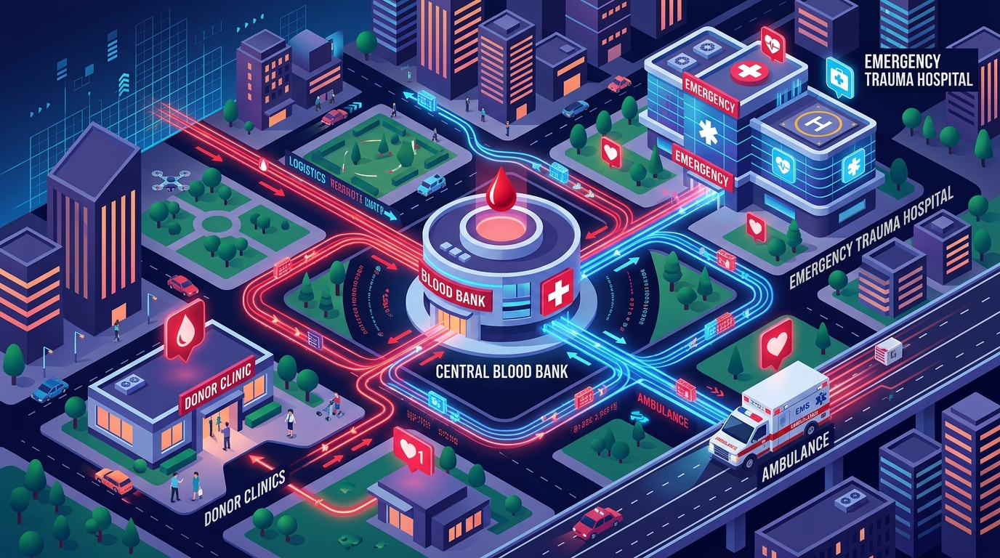 EMERGENCY
TRAUMA HOSPITAL
EMERGENCY
H
EMERGENCY
LOGISTICS
EMERGENCY TRAUMA HOSPITAL
BLOOD BANK
CENTRAL BLOOD BANK
DONOR CLINIC
AMBULANCE
EMS
AMBULANCE
1
DONOR CLINICS